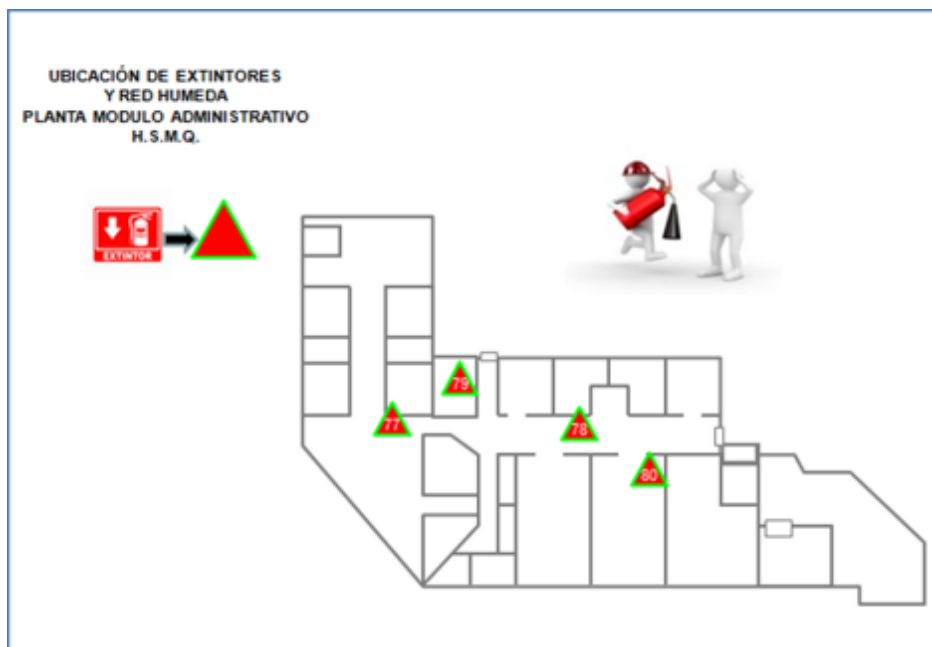 UBICACIÓN DE EXTINTORES
Y RED HUMEDA
PLANTA MODULO ADMINISTRATIVO
H.S.M.Q.
EXTINTOR
79
77
78
80